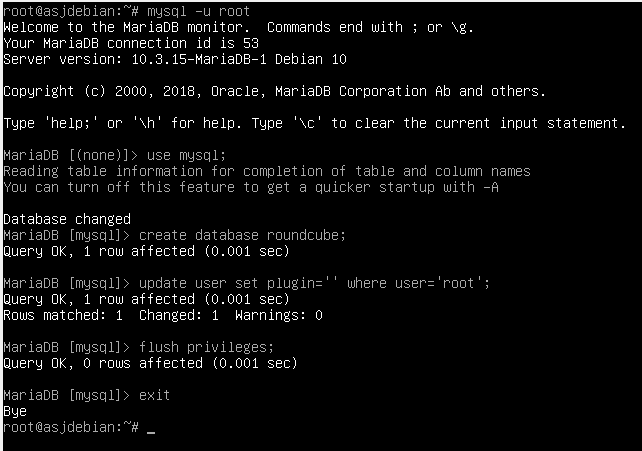 root@asjdebian:~# mysql -u root
Welcome to the MariaDB monitor.  Commands end with ; or \g.
Your MariaDB connection id is 53
Server version: 10.3.15-MariaDB-1 Debian 10
Copyright (c) 2000, 2018, Oracle, MariaDB Corporation Ab and others.
Type 'help;' or '\h' for help. Type '\c' to clear the current input statement.
MariaDB [(none)]> use mysql;
Reading table information for completion of table and column names
You can turn off this feature to get a quicker startup with -A
Database changed
MariaDB [mysql]> create database roundcube;
Query OK, 1 row affected (0.001 sec)
MariaDB [mysql]> update user set plugin='' where user='root';
Query OK, 1 row affected (0.001 sec)
Rows matched: 1  Changed: 1  Warnings: 0
MariaDB [mysql]> flush privileges;
Query OK, 0 rows affected (0.001 sec)
MariaDB [mysql]> exit
Bye
root@asjdebian:~# _